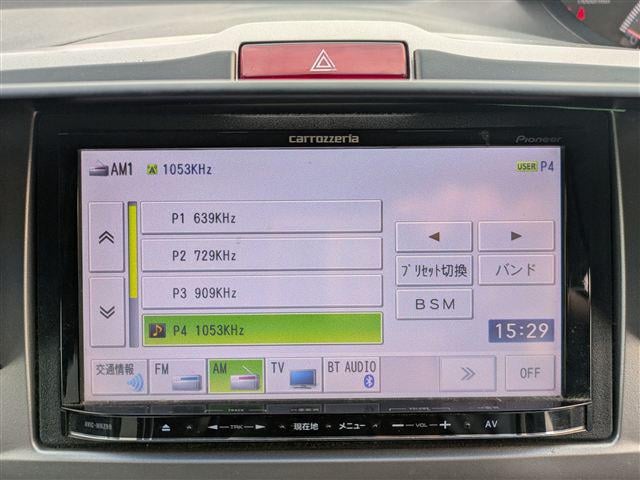 carrozzeria
Pioneer
AM1 A 1053KHz
USER P4
P1 639KHz
P2 729KHz
P3 909KHz
P4 1053KHz
◀ ▶
プリセット切換 バンド
BSM
15:29
交通情報 FM AM TV BT AUDIO
OFF
TRK 現在地 メニュー − VOL + AV